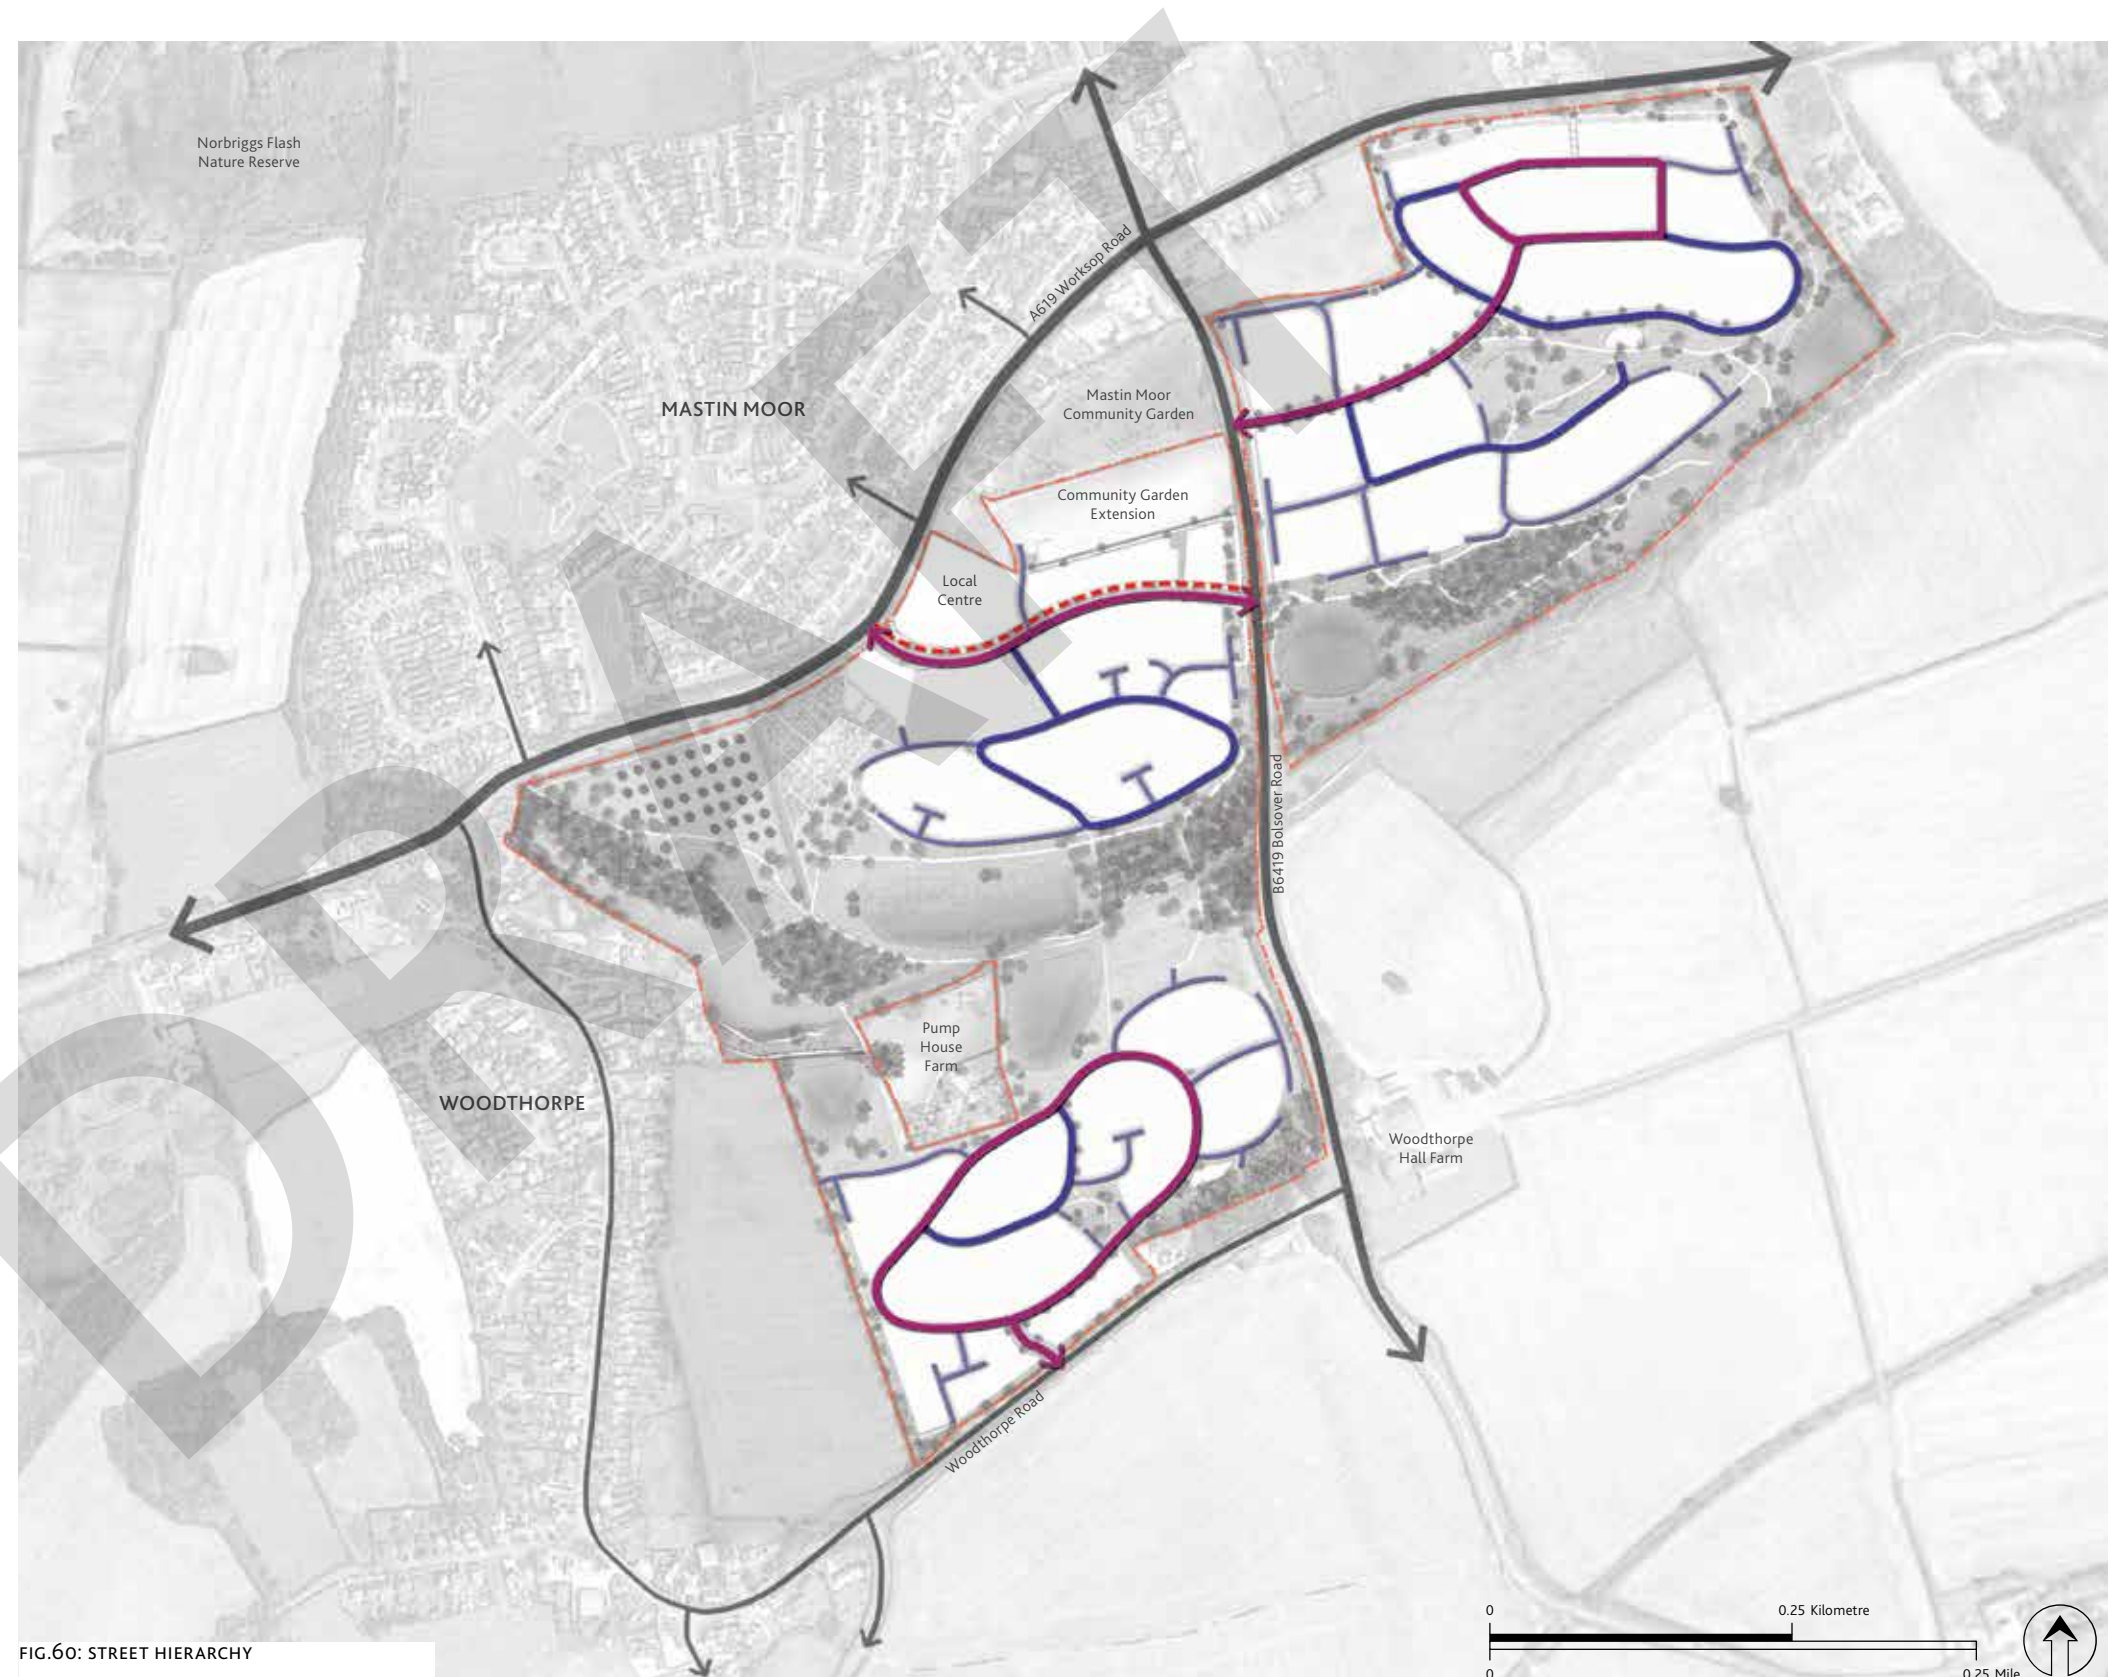 Norbriggs Flash
Nature Reserve
A619 Worksop Road
MASTIN MOOR
Mastin Moor
Community Garden
Community Garden
Extension
Local
Centre
B6419 Bolsover Road
Pump
House
Farm
WOODTHORPE
Woodthorpe
Hall Farm
Woodthorpe Road
DRAFT
0
0.25 Kilometre
0
0.25 Mile
FIG.60: STREET HIERARCHY